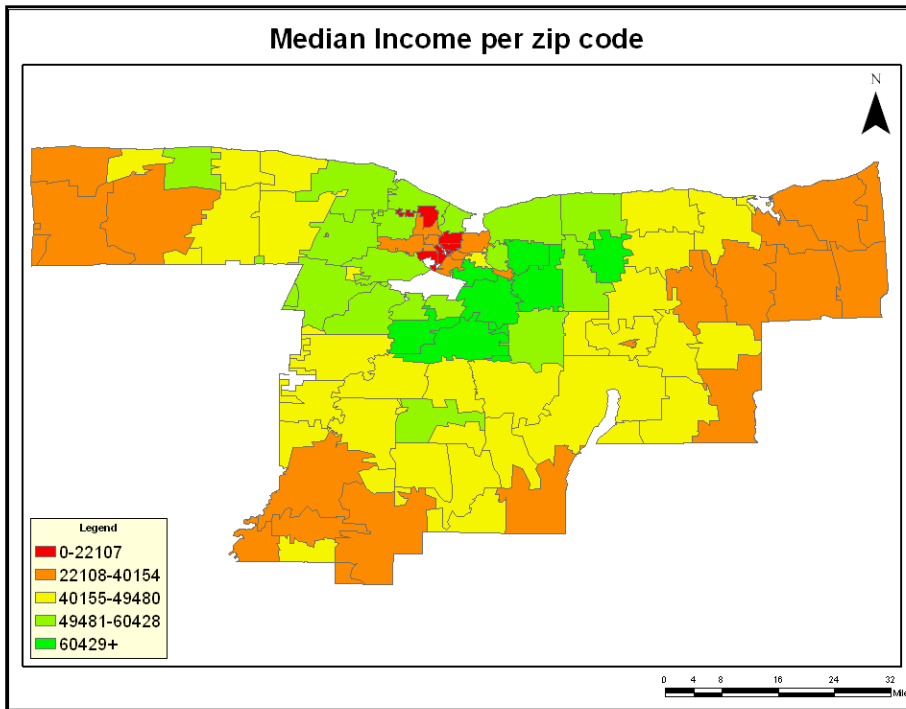 Median Income per zip code
N
Legend
0-22107
22108-40154
40155-49480
49481-60428
60429+
0 4 8 16 24 32
Mile